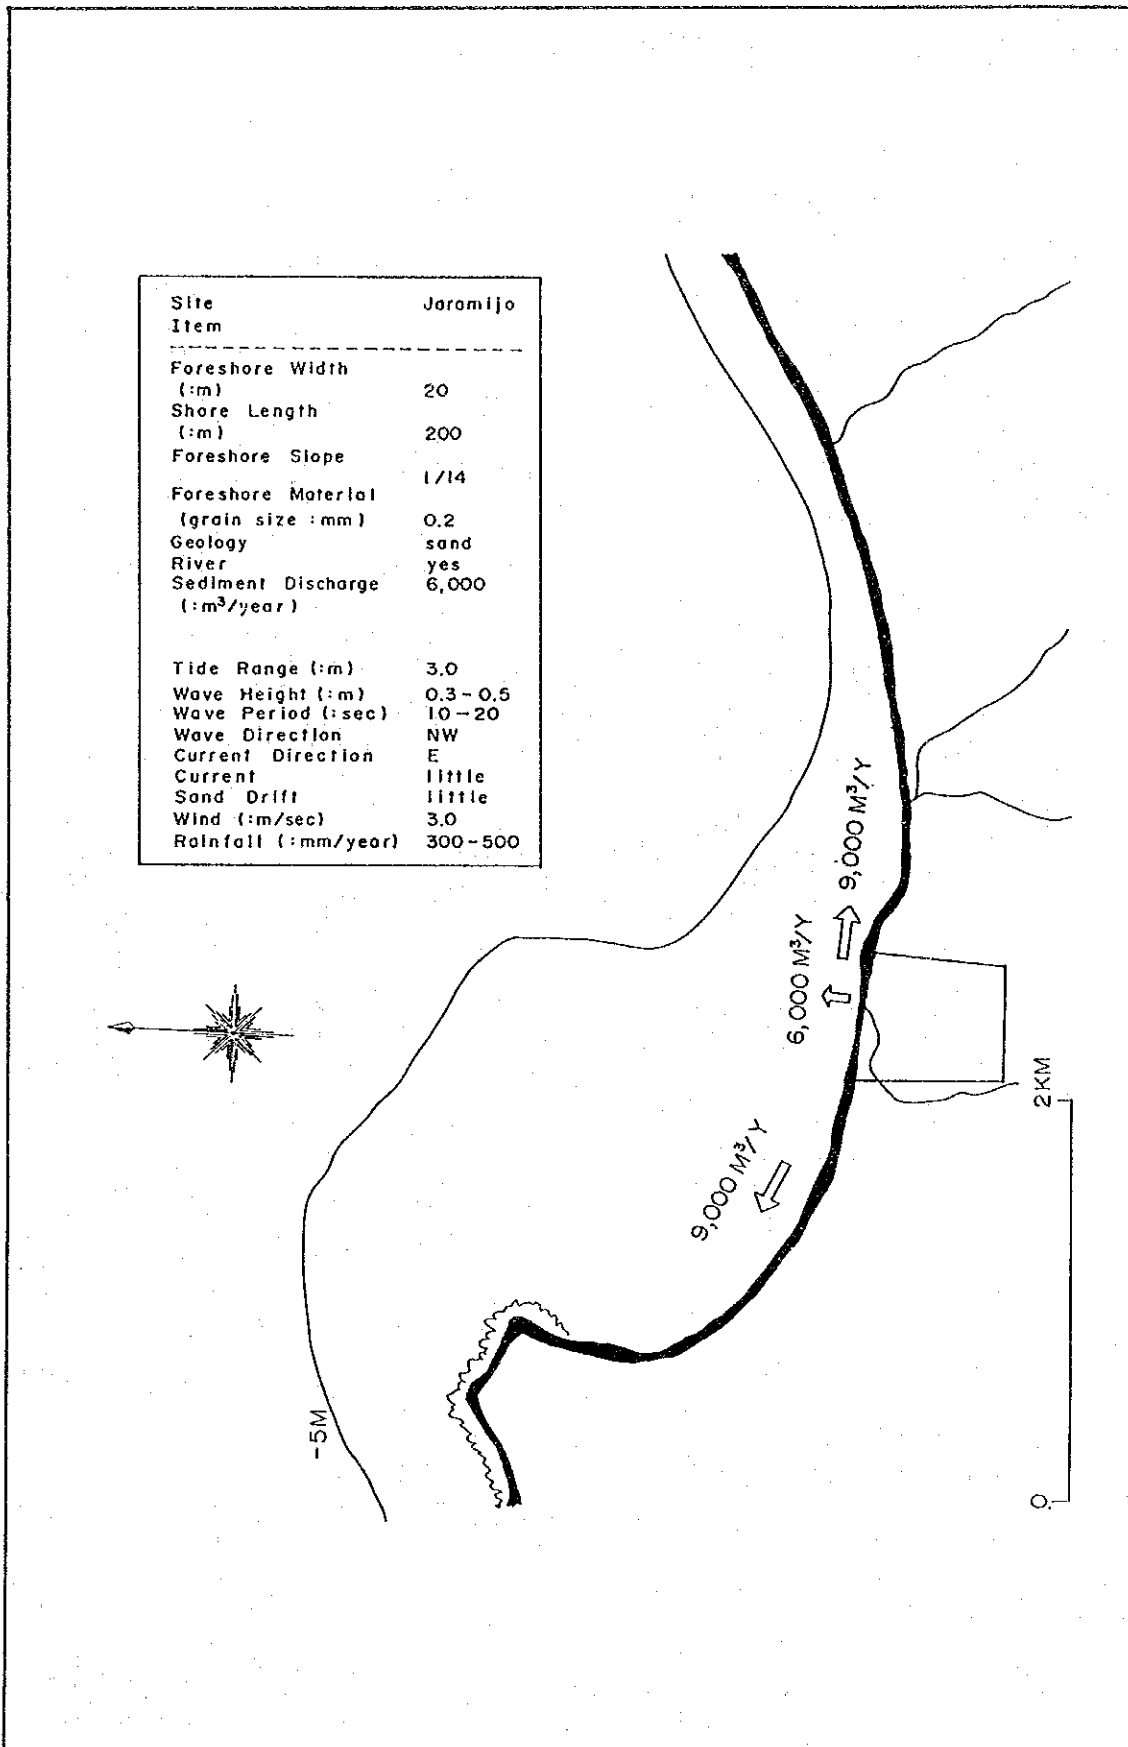 Site Jaramijo
Item
Foreshore Width
(:m) 20
Shore Length
(:m) 200
Foreshore Slope
1/14
Foreshore Material
(grain size :mm) 0.2
Geology sand
River yes
Sediment Discharge 6,000
(:m³/year)
Tide Range (:m) 3.0
Wave Height (:m) 0.3-0.5
Wave Period (:sec) 10-20
Wave Direction NW
Current Direction E
Current little
Sand Drift little
Wind (:m/sec) 3.0
Rainfall (:mm/year) 300-500
9,000 M³/Y
6,000 M³/Y
9,000 M³/Y
-5M
0
2KM